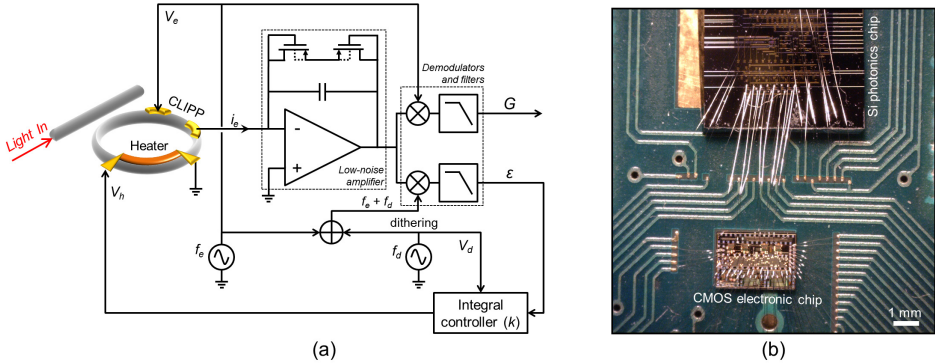 V_e
CLIPP
Light In
Heater
V_h
i_e
-
+
Low-noise
amplifier
Demodulators
and filters
G
ε
f_e + f_d
dithering
f_e
f_d
V_d
Integral
controller (k)
(a)
Si photonics chip
CMOS electronic chip
1 mm
(b)